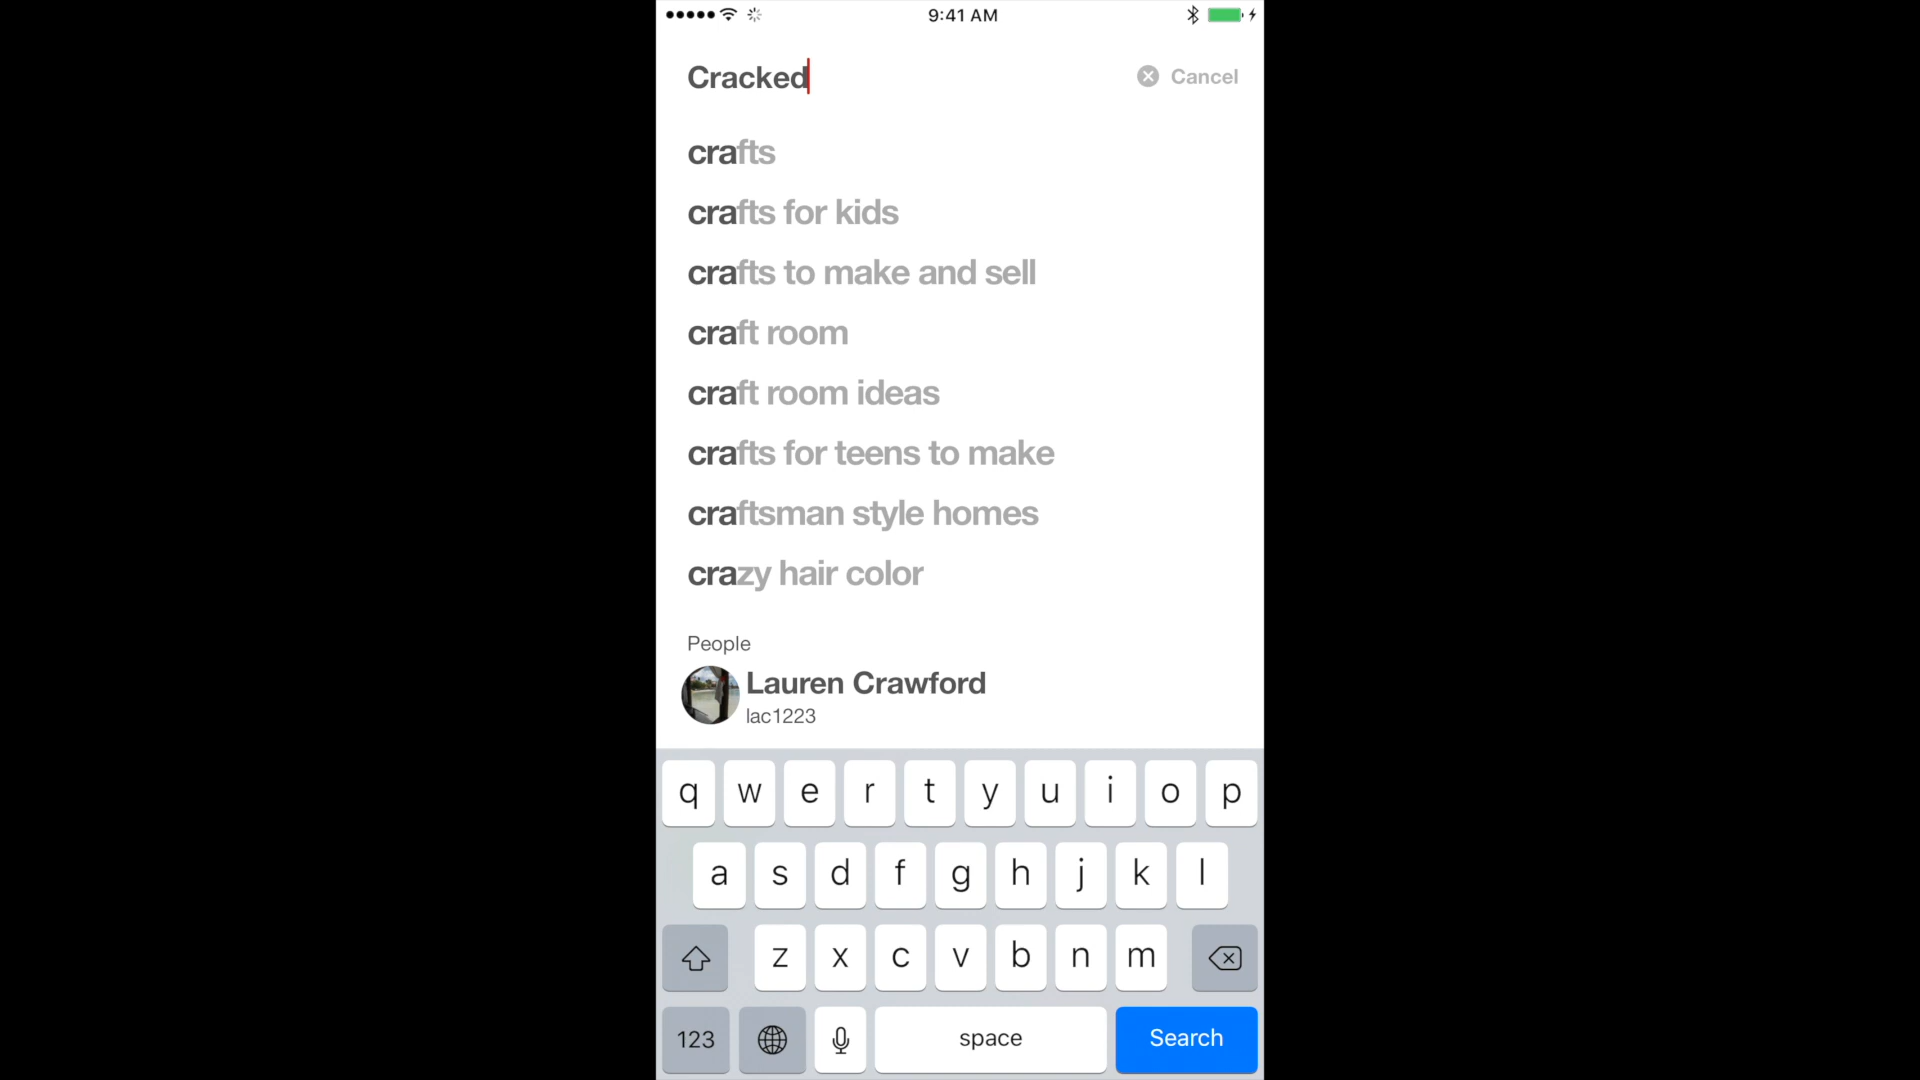 9:41 AM
Cracked
Cancel
crafts
crafts for kids
crafts to make and sell
craft room
craft room ideas
crafts for teens to make
craftsman style homes
crazy hair color
People
Lauren Crawford
lac1223
q w e r t y u i o p
a s d f g h j k l
z x c v b n m
123 space Search